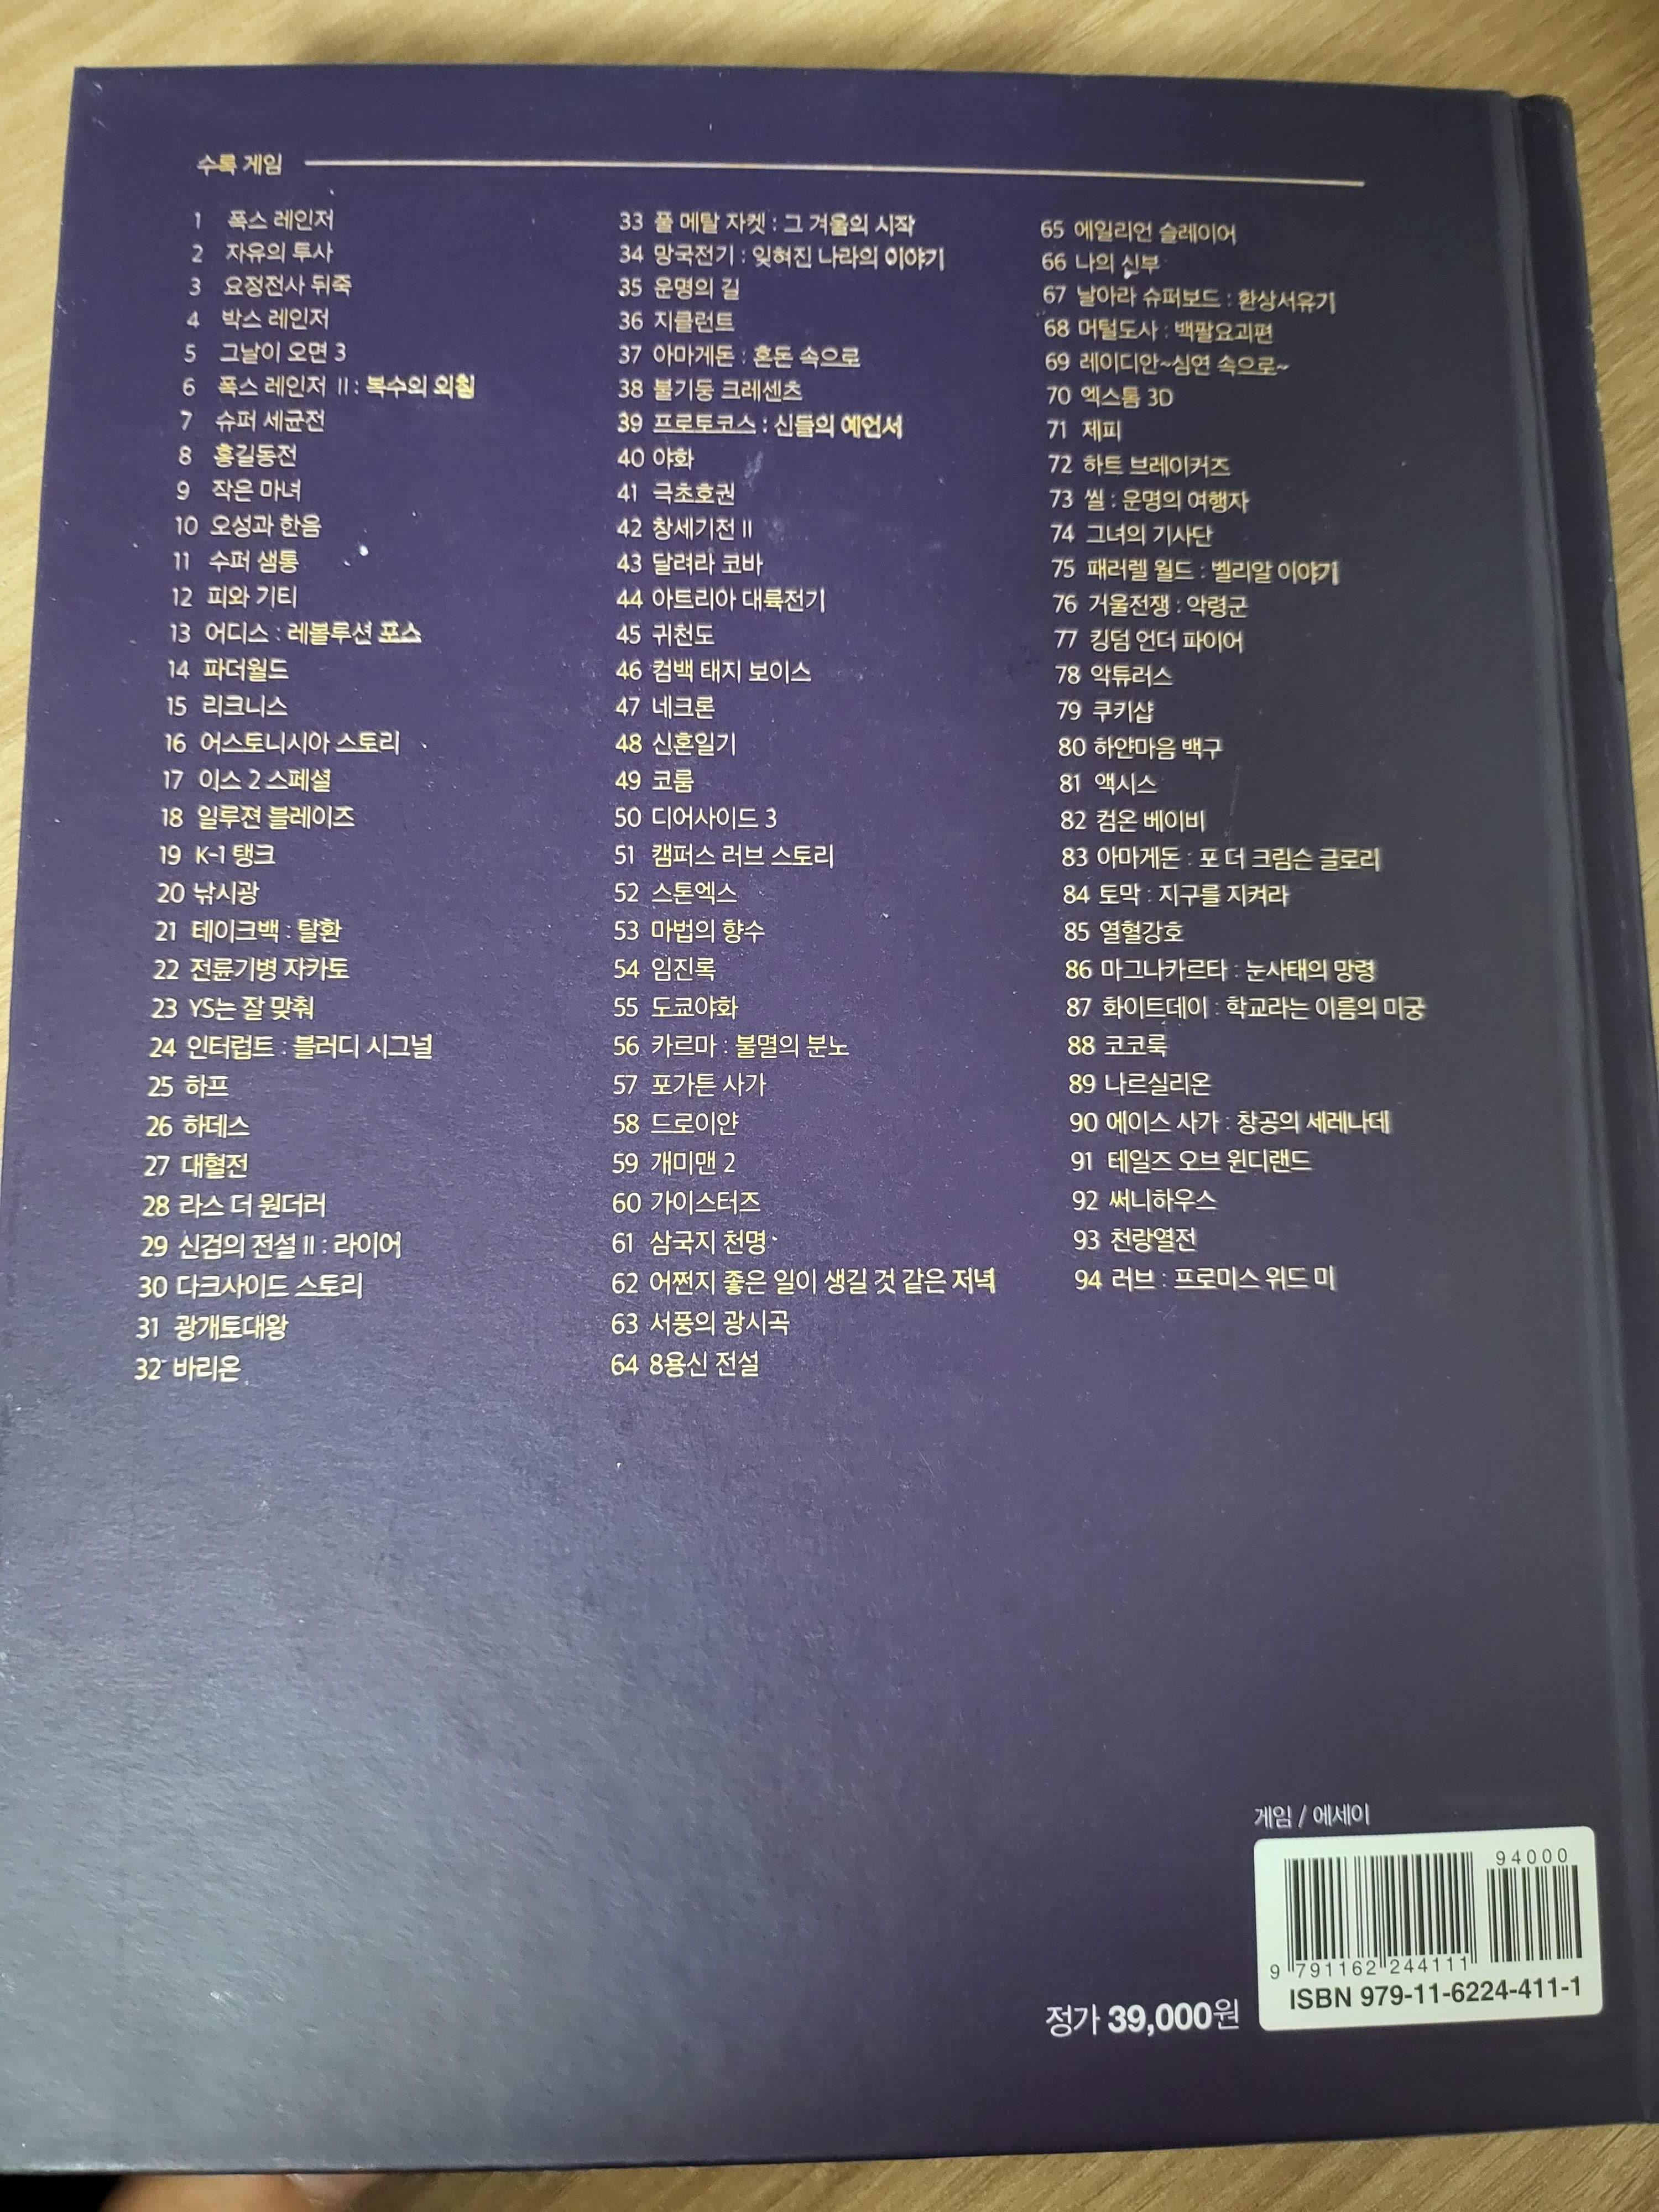 수록 게임
1 폭스 레인저
2 자유의 투사
3 요정전사 뒤죽
4 박스 레인저
5 그날이 오면 3
6 폭스 레인저 II : 복수의 외침
7 슈퍼 세균전
8 홍길동전
9 작은 마녀
10 오성과 한음
11 수퍼 샘통
12 피와 기티
13 어디스 : 레볼루션 포스
14 파더월드
15 리크니스
16 어스토니시아 스토리
17 이스 2 스페셜
18 일루젼 블레이즈
19 K-1 탱크
20 낚시광
21 테이크백 : 탈환
22 전륜기병 자카토
23 YS는 잘 맞춰
24 인터럽트 : 블러디 시그널
25 하프
26 하데스
27 대혈전
28 라스 더 원더러
29 신검의 전설 II : 라이어
30 다크사이드 스토리
31 광개토대왕
32 바리온
33 풀 메탈 자켓 : 그 겨울의 시작
34 망국전기 : 잊혀진 나라의 이야기
35 운명의 길
36 지클런트
37 아마게돈 : 혼돈 속으로
38 불기둥 크레센츠
39 프로토코스 : 신들의 예언서
40 야화
41 극초호권
42 창세기전 II
43 달려라 코바
44 아트리아 대륙전기
45 귀천도
46 컴백 태지 보이스
47 네크론
48 신혼일기
49 코룸
50 디어사이드 3
51 캠퍼스 러브 스토리
52 스톤엑스
53 마법의 향수
54 임진록
55 도쿄야화
56 카르마 : 불멸의 분노
57 포가튼 사가
58 드로이얀
59 개미맨 2
60 가이스터즈
61 삼국지 천명
62 어쩐지 좋은 일이 생길 것 같은 저녁
63 서풍의 광시곡
64 8용신 전설
65 에일리언 슬레이어
66 나의 신부
67 날아라 슈퍼보드 : 환상서유기
68 머털도사 : 백팔요괴편
69 레이디안~심연 속으로~
70 엑스톰 3D
71 제피
72 하트 브레이커즈
73 씰 : 운명의 여행자
74 그녀의 기사단
75 패러렐 월드 : 벨리알 이야기
76 거울전쟁 : 악령군
77 킹덤 언더 파이어
78 악튜러스
79 쿠키샵
80 하얀마음 백구
81 액시스
82 컴온 베이비
83 아마게돈 : 포 더 크림슨 글로리
84 토막 : 지구를 지켜라
85 열혈강호
86 마그나카르타 : 눈사태의 망령
87 화이트데이 : 학교라는 이름의 미궁
88 코코룩
89 나르실리온
90 에이스 사가 : 창공의 세레나데
91 테일즈 오브 윈디랜드
92 써니하우스
93 천랑열전
94 러브 : 프로미스 위드 미
게임 / 에세이
94000
9 791162 244111
ISBN 979-11-6224-411-1
정가 39,000원